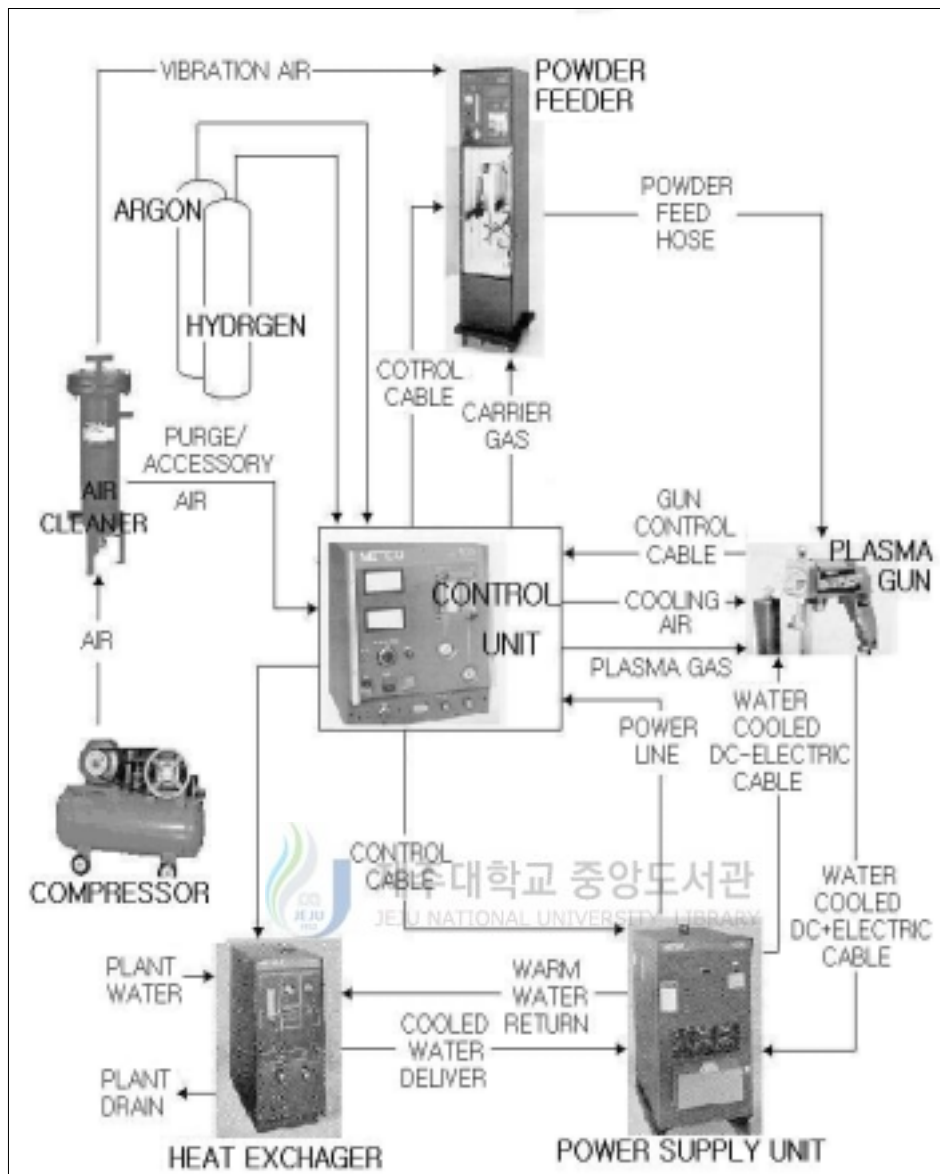 VIBRATION AIR
POWDER
FEEDER
ARGON
HYDRGEN
POWDER
FEED
HOSE
COTROL
CABLE
CARRIER
GAS
PURGE/
ACCESSORY
AIR
AIR
CLEANER
GUN
CONTROL
CABLE
PLASMA
GUN
METCO
CONTROL
UNIT
COOLING
AIR
PLASMA GAS
AIR
POWER
LINE
WATER
COOLED
DC-ELECTRIC
CABLE
COMPRESSOR
CONTROL
CABLE
대학교 중앙도서관
JEJU NATIONAL UNIVERSITY LIBRARY
JEJU
1952
WATER
COOLED
DC+ELECTRIC
CABLE
PLANT
WATER
WARM
WATER
RETURN
COOLED
WATER
DELIVER
PLANT
DRAIN
HEAT EXCHAGER
POWER SUPPLY UNIT